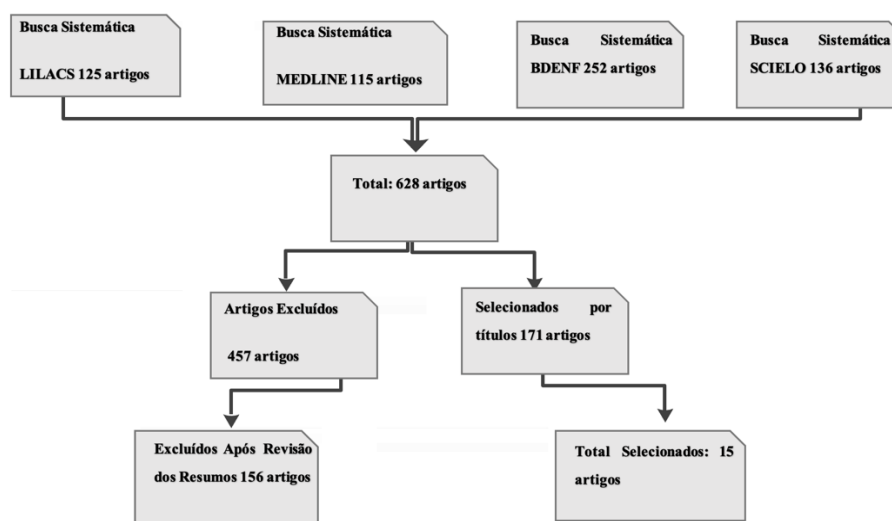 Busca Sistemática
LILACS 125 artigos
Busca Sistemática
MEDLINE 115 artigos
Busca Sistemática
BDENF 252 artigos
Busca Sistemática
SCIELO 136 artigos
Total: 628 artigos
Artigos Excluídos
457 artigos
Selecionados por
títulos 171 artigos
Excluídos Após Revisão
dos Resumos 156 artigos
Total Selecionados: 15
artigos